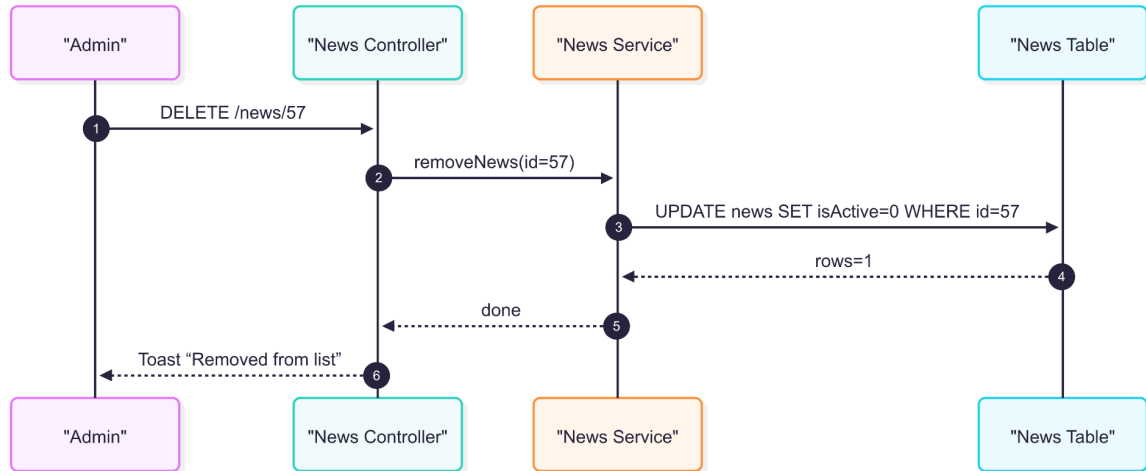 "Admin"
"News Controller"
"News Service"
"News Table"
1
DELETE /news/57
2
removeNews(id=57)
3
UPDATE news SET isActive=0 WHERE id=57
rows=1
4
done
5
Toast “Removed from list”
6
"Admin"
"News Controller"
"News Service"
"News Table"